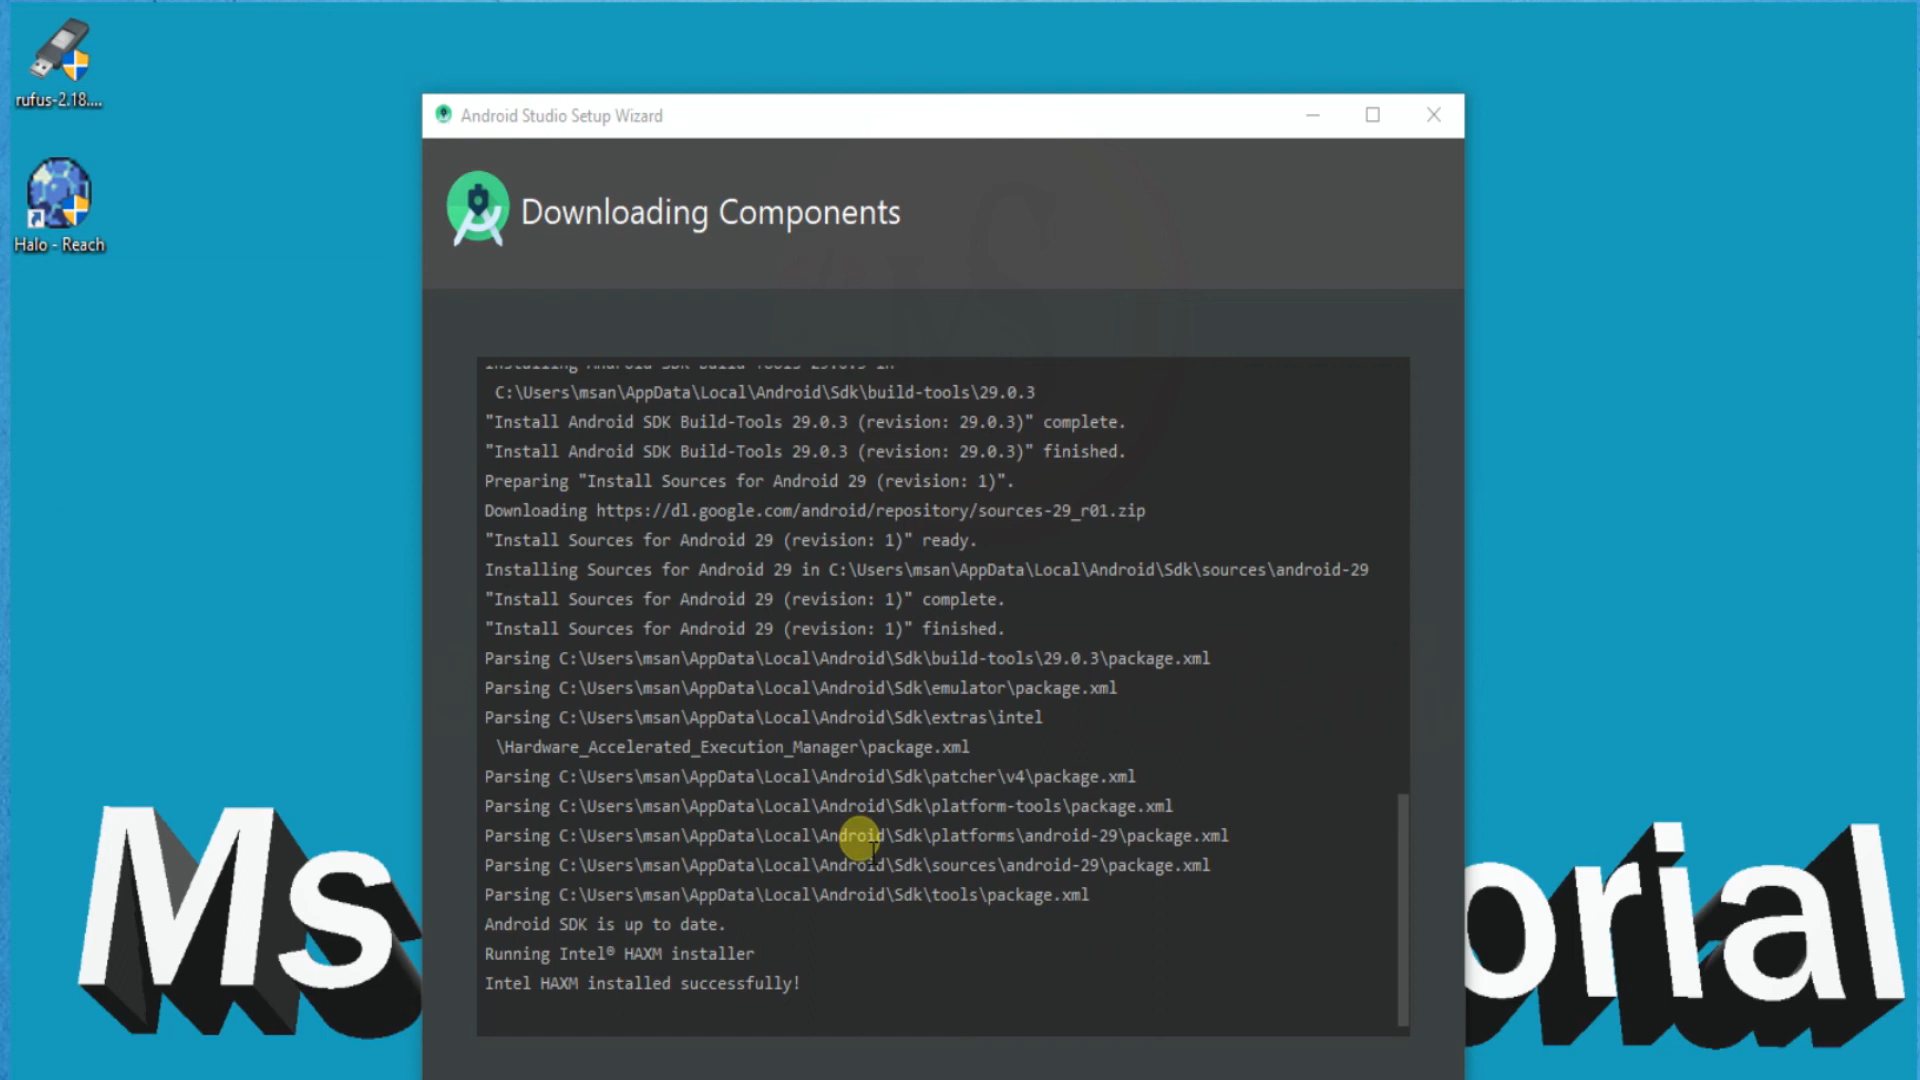 rufus-2.18....
Halo - Reach
Android Studio Setup Wizard
Downloading Components
Installing Android SDK Build-Tools 29.0.3 in
C:\Users\msan\AppData\Local\Android\Sdk\build-tools\29.0.3
"Install Android SDK Build-Tools 29.0.3 (revision: 29.0.3)" complete.
"Install Android SDK Build-Tools 29.0.3 (revision: 29.0.3)" finished.
Preparing "Install Sources for Android 29 (revision: 1)".
Downloading https://dl.google.com/android/repository/sources-29_r01.zip
"Install Sources for Android 29 (revision: 1)" ready.
Installing Sources for Android 29 in C:\Users\msan\AppData\Local\Android\Sdk\sources\android-29
"Install Sources for Android 29 (revision: 1)" complete.
"Install Sources for Android 29 (revision: 1)" finished.
Parsing C:\Users\msan\AppData\Local\Android\Sdk\build-tools\29.0.3\package.xml
Parsing C:\Users\msan\AppData\Local\Android\Sdk\emulator\package.xml
Parsing C:\Users\msan\AppData\Local\Android\Sdk\extras\intel
\Hardware_Accelerated_Execution_Manager\package.xml
Parsing C:\Users\msan\AppData\Local\Android\Sdk\patcher\v4\package.xml
Parsing C:\Users\msan\AppData\Local\Android\Sdk\platform-tools\package.xml
Parsing C:\Users\msan\AppData\Local\Android\Sdk\platforms\android-29\package.xml
Parsing C:\Users\msan\AppData\Local\Android\Sdk\sources\android-29\package.xml
Parsing C:\Users\msan\AppData\Local\Android\Sdk\tools\package.xml
Android SDK is up to date.
Running Intel® HAXM installer
Intel HAXM installed successfully!
Ms orial